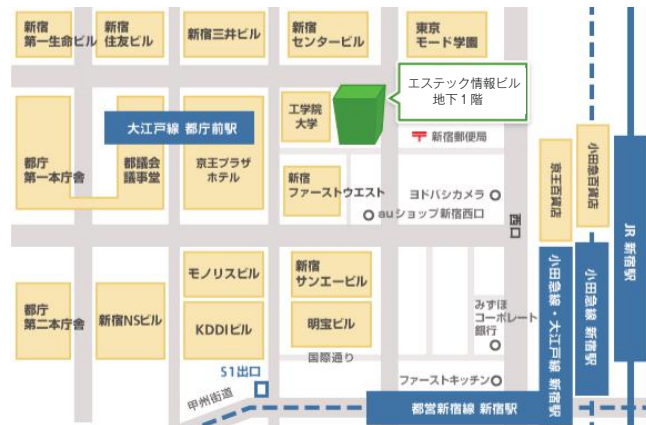 新宿
第一生命ビル
新宿
住友ビル
新宿三井ビル
新宿
センタービル
東京
モード学園
エステック情報ビル
地下1階
工学院
大学
大江戸線 都庁前駅
新宿郵便局
都庁
第一本庁舎
都議会
議事堂
京王プラザ
ホテル
新宿
ファーストウエスト
ヨドバシカメラ
auショップ新宿西口
西口
京王百貨店
小田急百貨店
JR 新宿駅
モノリスビル
新宿
サンエービル
小田急線・大江戸線 新宿駅
小田急線 新宿駅
都庁
第二本庁舎
新宿NSビル
KDDIビル
明宝ビル
みずほ
コーポレート
銀行
国際通り
S1出口
ファーストキッチン
甲州街道
都営新宿線 新宿駅